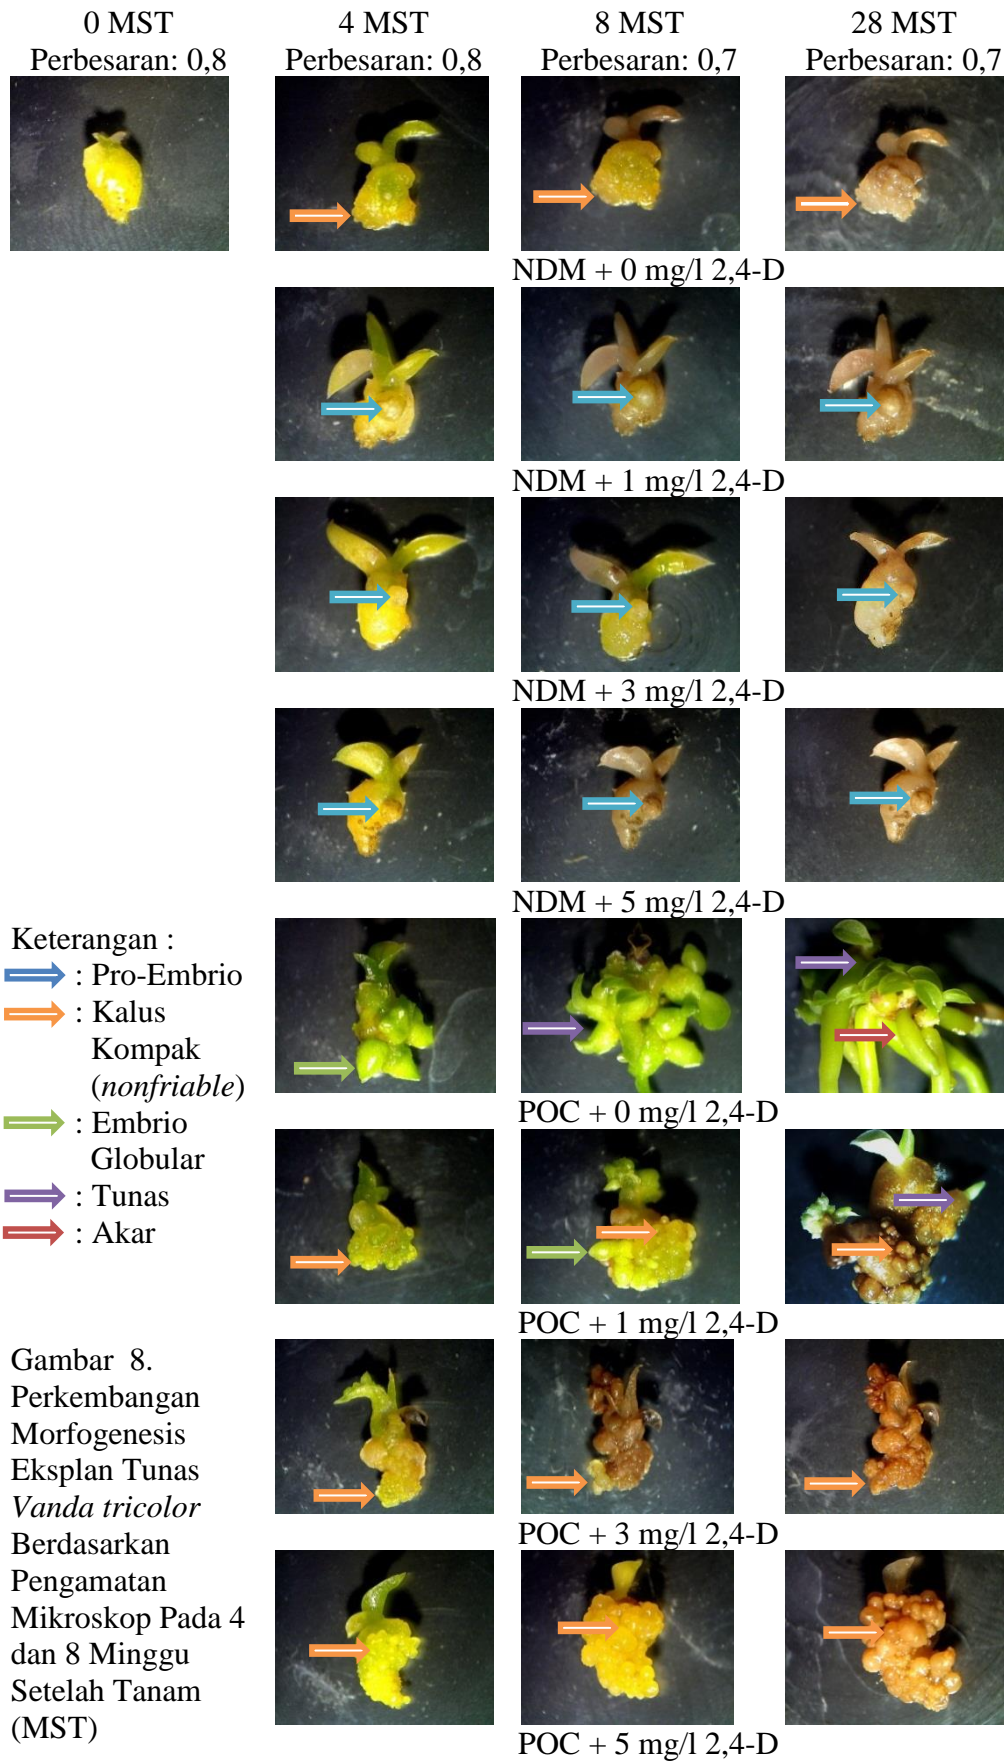 0 MST
4 MST
8 MST
28 MST
Perbesaran: 0,8
Perbesaran: 0,8
Perbesaran: 0,7
Perbesaran: 0,7
NDM + 0 mg/l 2,4-D
NDM + 1 mg/l 2,4-D
NDM + 3 mg/l 2,4-D
NDM + 5 mg/l 2,4-D
Keterangan :
: Pro-Embrio
: Kalus
Kompak
(nonfriable)
: Embrio
Globular
: Tunas
: Akar
POC + 0 mg/l 2,4-D
POC + 1 mg/l 2,4-D
Gambar 8.
Perkembangan
Morfogenesis
Eksplan Tunas
Vanda tricolor
Berdasarkan
Pengamatan
Mikroskop Pada 4
dan 8 Minggu
Setelah Tanam
(MST)
POC + 3 mg/l 2,4-D
POC + 5 mg/l 2,4-D